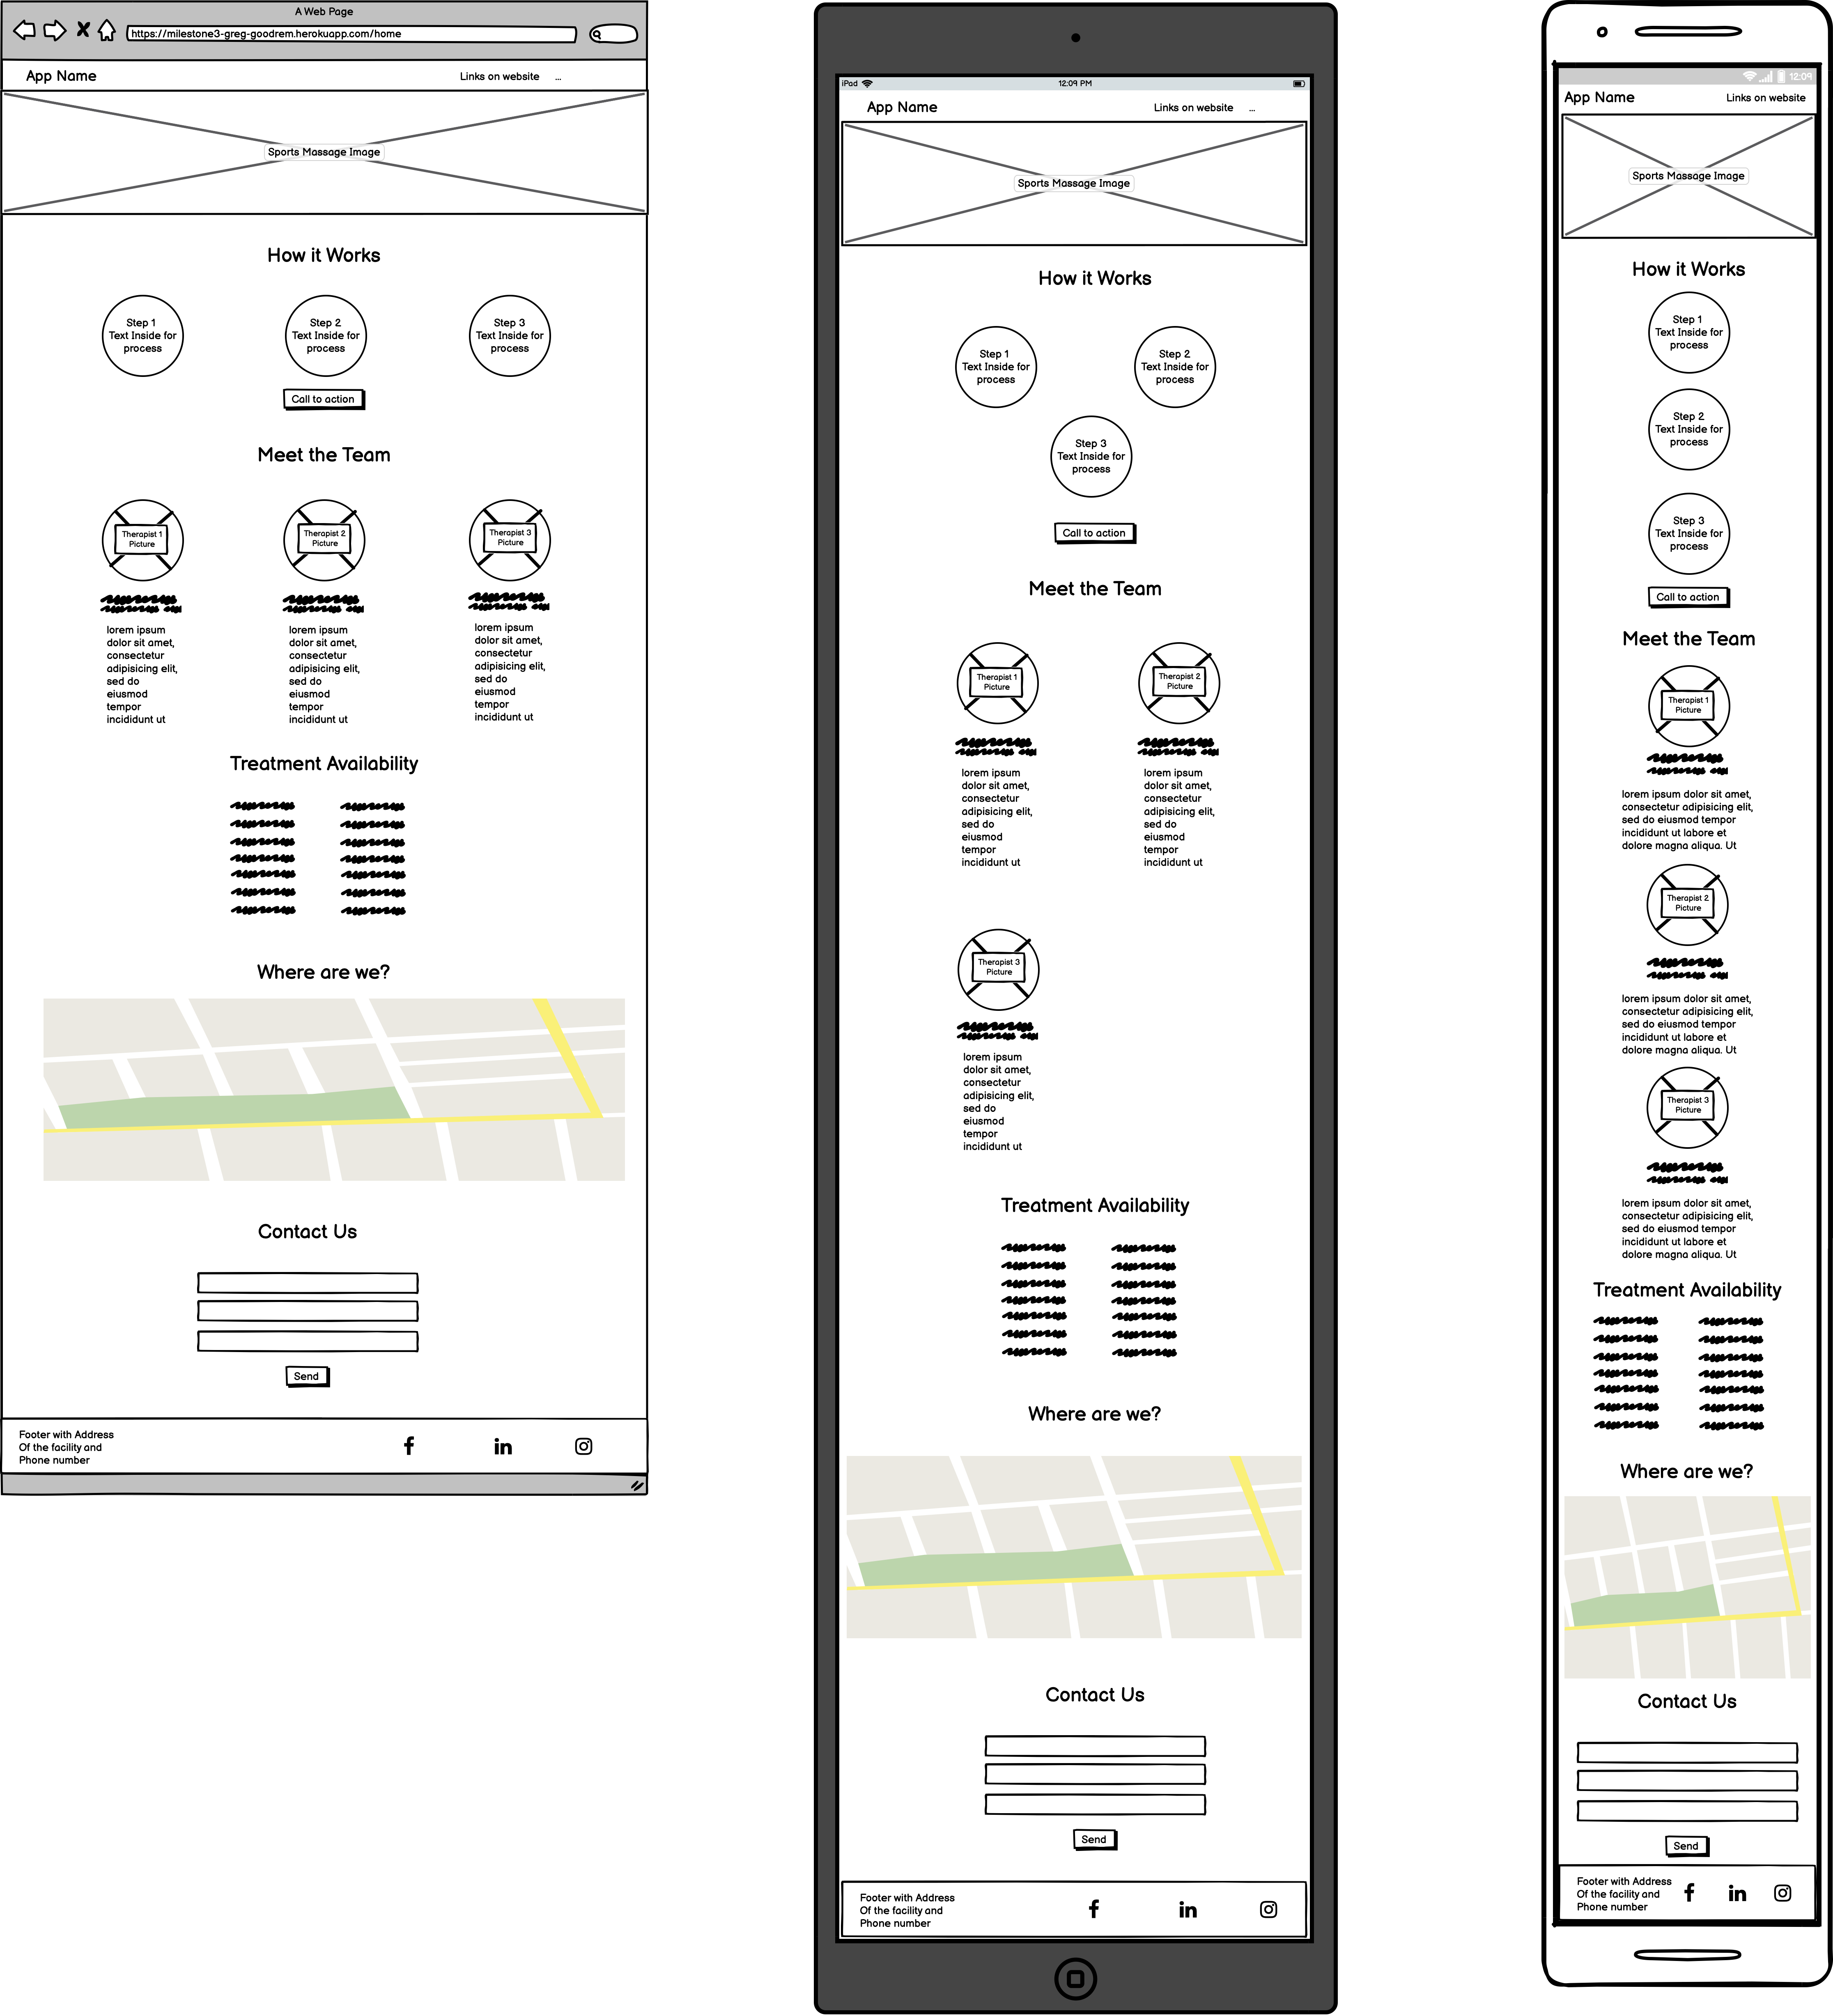 A Web Page
https://milestone3-greg-goodrem.herokuapp.com/home
App Name
Links on website ...
Sports Massage Image
How it Works
Step 1
Text Inside for
process
Step 2
Text Inside for
process
Step 3
Text Inside for
process
Call to action
Meet the Team
Therapist 1
Picture
Therapist 2
Picture
Therapist 3
Picture
lorem ipsum
dolor sit amet,
consectetur
adipisicing elit,
sed do
eiusmod
tempor
incididunt ut
lorem ipsum
dolor sit amet,
consectetur
adipisicing elit,
sed do
eiusmod
tempor
incididunt ut
lorem ipsum
dolor sit amet,
consectetur
adipisicing elit,
sed do
eiusmod
tempor
incididunt ut
Treatment Availability
Where are we?
Contact Us
Send
Footer with Address
Of the facility and
Phone number
f
in
iPad
12:09 PM
App Name
Links on website ...
Sports Massage Image
How it Works
Step 1
Text Inside for
process
Step 2
Text Inside for
process
Step 3
Text Inside for
process
Call to action
Meet the Team
Therapist 1
Picture
Therapist 2
Picture
lorem ipsum
dolor sit amet,
consectetur
adipisicing elit,
sed do
eiusmod
tempor
incididunt ut
lorem ipsum
dolor sit amet,
consectetur
adipisicing elit,
sed do
eiusmod
tempor
incididunt ut
Therapist 3
Picture
lorem ipsum
dolor sit amet,
consectetur
adipisicing elit,
sed do
eiusmod
tempor
incididunt ut
Treatment Availability
Where are we?
Contact Us
Send
Footer with Address
Of the facility and
Phone number
f
in
12:09
App Name
Links on website
Sports Massage Image
How it Works
Step 1
Text Inside for
process
Step 2
Text Inside for
process
Step 3
Text Inside for
process
Call to action
Meet the Team
Therapist 1
Picture
lorem ipsum dolor sit amet,
consectetur adipisicing elit,
sed do eiusmod tempor
incididunt ut labore et
dolore magna aliqua. Ut
Therapist 2
Picture
lorem ipsum dolor sit amet,
consectetur adipisicing elit,
sed do eiusmod tempor
incididunt ut labore et
dolore magna aliqua. Ut
Therapist 3
Picture
lorem ipsum dolor sit amet,
consectetur adipisicing elit,
sed do eiusmod tempor
incididunt ut labore et
dolore magna aliqua. Ut
Treatment Availability
Where are we?
Contact Us
Send
Footer with Address
Of the facility and
Phone number
f
in